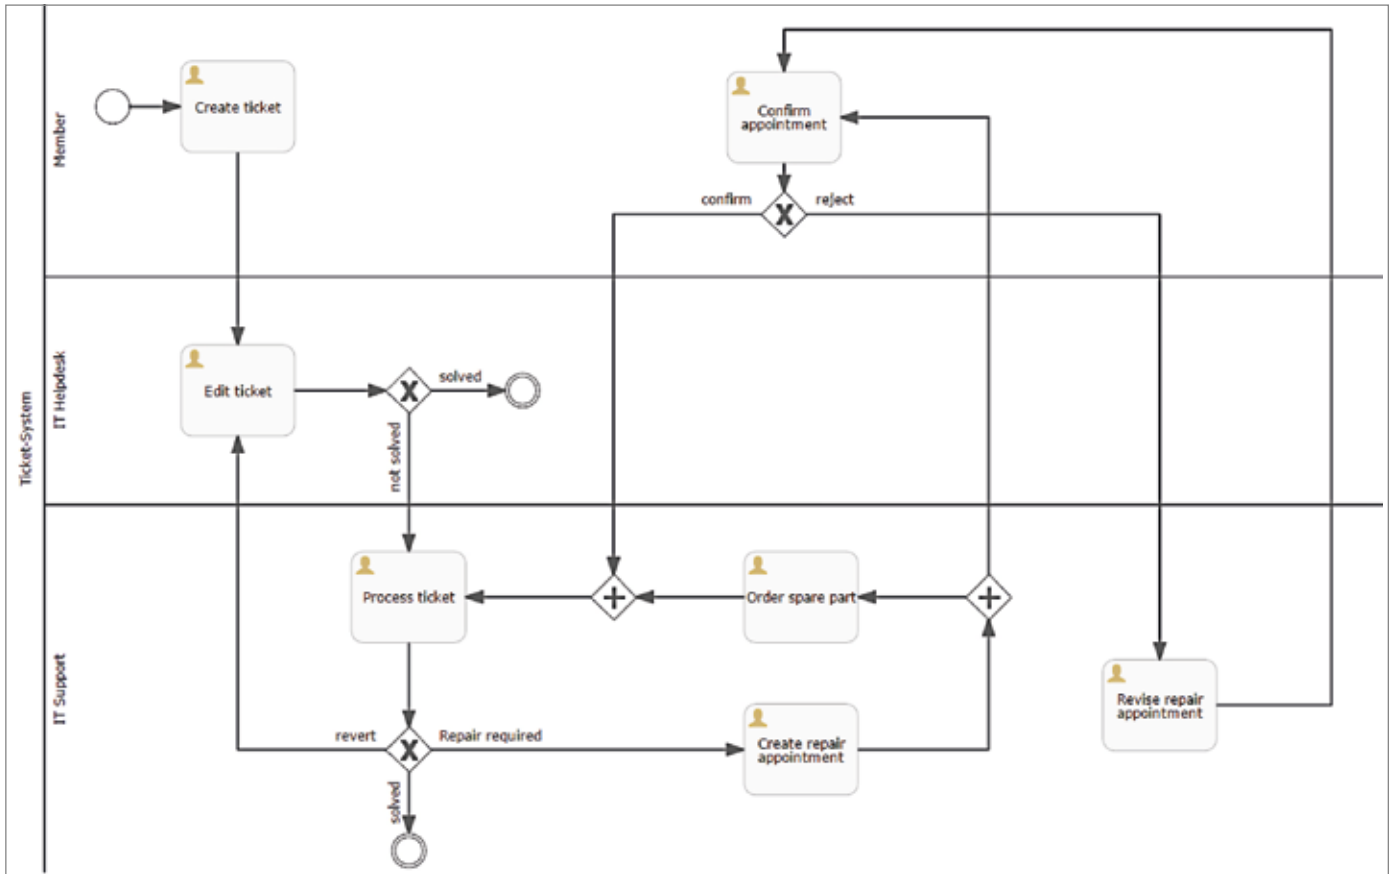 Ticket-System
Member
Create ticket
Confirm
appointment
confirm
reject
IT Helpdesk
Edit ticket
solved
not solved
IT Support
Process ticket
Order spare part
revert
Repair required
Create repair
appointment
Revise repair
appointment
solved